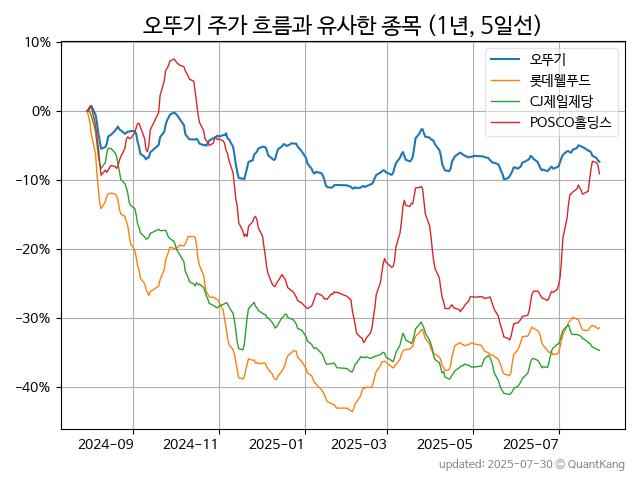 오뚜기 주가 흐름과 유사한 종목 (1년, 5일선)
10%
0%
−10%
−20%
−30%
−40%
오뚜기
롯데웰푸드
CJ제일제당
POSCO홀딩스
2024-09
2024-11
2025-01
2025-03
2025-05
2025-07
updated: 2025-07-30 © QuantKang